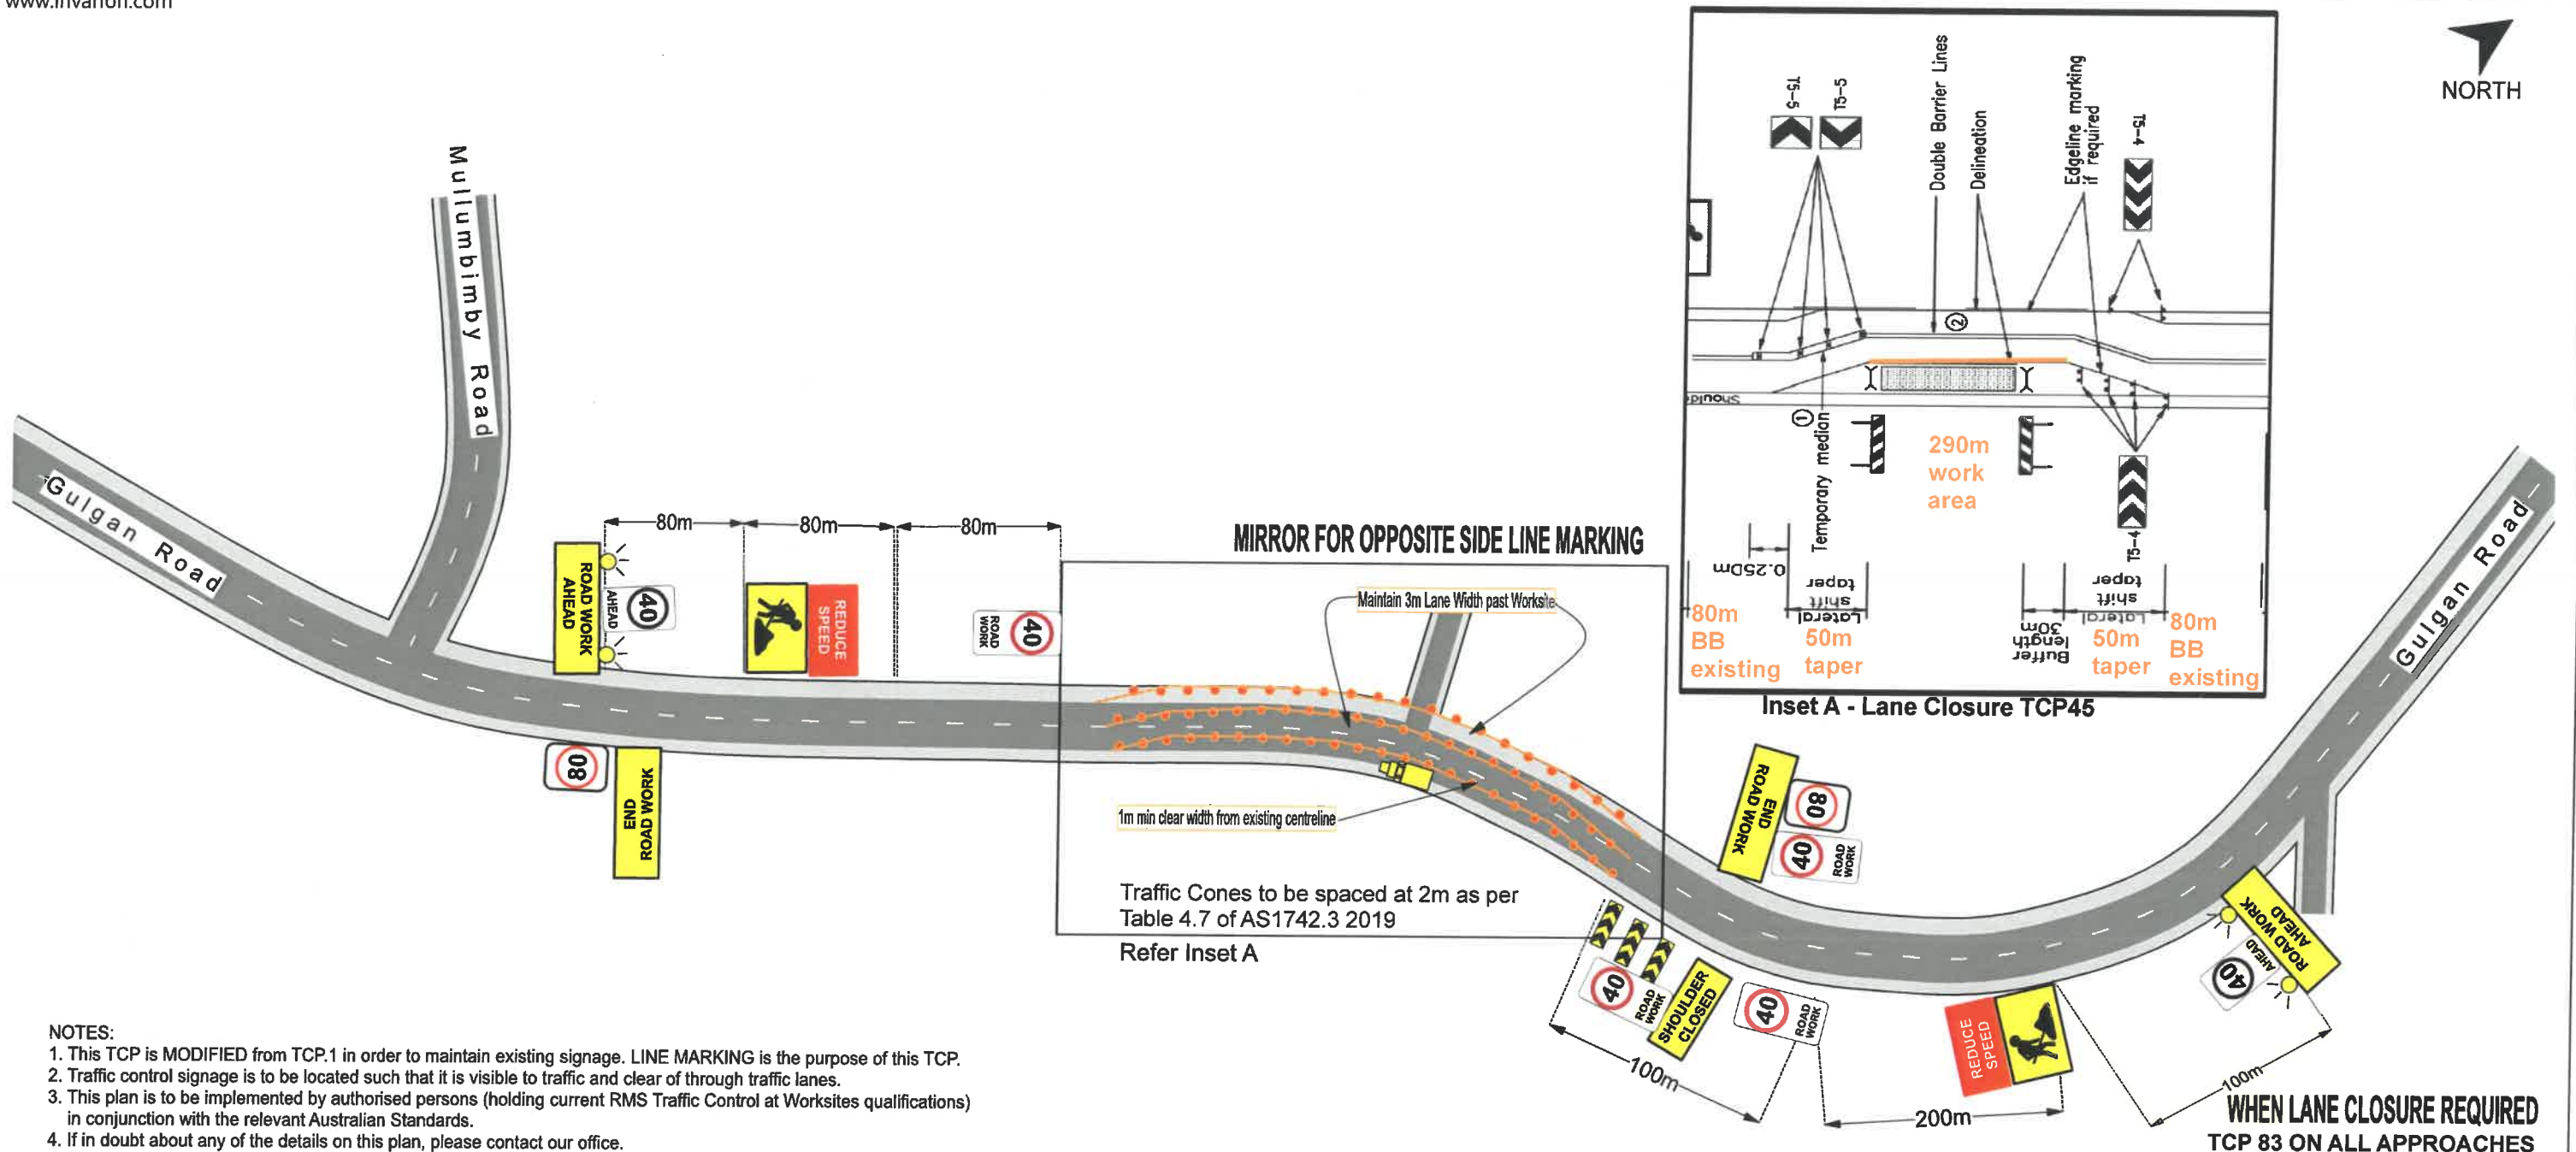 www.invarion.com
NORTH
Mullumbimby Road
Gulgan Road
80m
80m
80m
ROAD WORK
AHEAD
40
AHEAD
REDUCE
SPEED
40
ROAD
WORK
80
END
ROAD WORK
MIRROR FOR OPPOSITE SIDE LINE MARKING
Maintain 3m Lane Width past Worksite
1m min clear width from existing centreline
Traffic Cones to be spaced at 2m as per
Table 4.7 of AS1742.3 2019
Refer Inset A
T5-5
T5-5
Double Barrier Lines
Delineation
Edgeline marking
if required
T5-4
2
Should
1
Temporary median
290m
work
area
T5-4
0.25Dm
Lateral
shift
taper
Buffer
length
30m
Lateral
shift
taper
80m
BB
existing
50m
taper
50m
taper
80m
BB
existing
Inset A - Lane Closure TCP45
Gulgan Road
END
ROAD WORK
80
40
ROAD
WORK
40
ROAD
WORK
SHOULDER
CLOSED
40
ROAD
WORK
REDUCE
SPEED
ROAD WORK
AHEAD
40
AHEAD
100m
200m
100m
WHEN LANE CLOSURE REQUIRED
TCP 83 ON ALL APPROACHES
NOTES:
1. This TCP is MODIFIED from TCP.1 in order to maintain existing signage. LINE MARKING is the purpose of this TCP.
2. Traffic control signage is to be located such that it is visible to traffic and clear of through traffic lanes.
3. This plan is to be implemented by authorised persons (holding current RMS Traffic Control at Worksites qualifications)
in conjunction with the relevant Australian Standards.
4. If in doubt about any of the details on this plan, please contact our office.